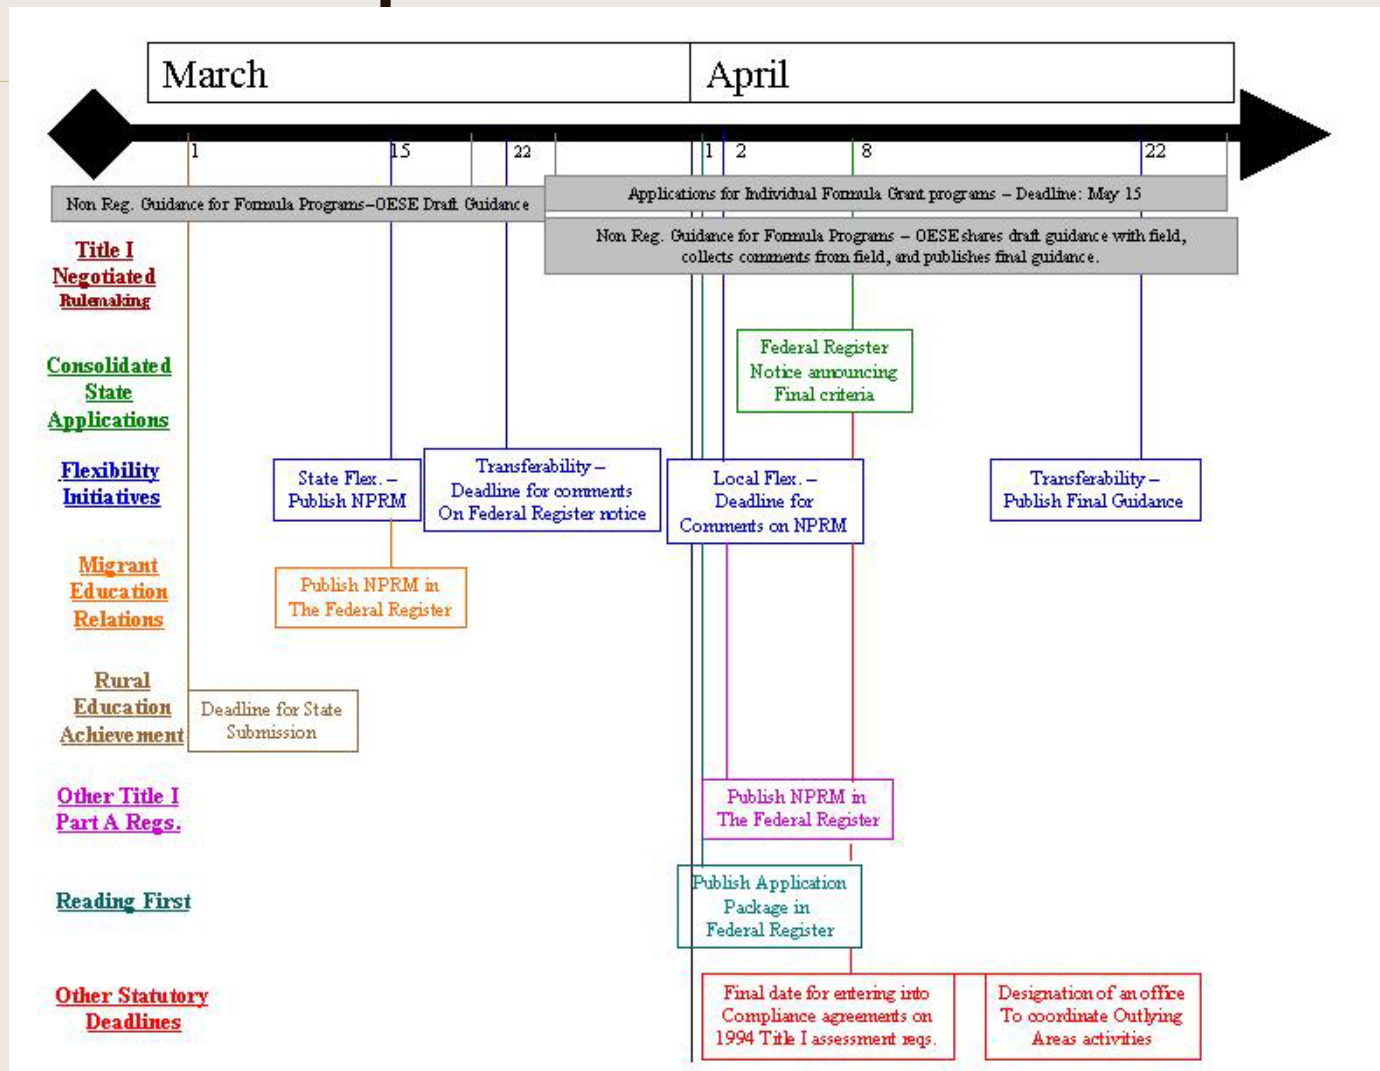 March
April
1
15
22
1
2
8
22
Non Reg. Guidance for Formula Programs–OESE Draft Guidance
Applications for Individual Formula Grant programs – Deadline: May 15
Non Reg. Guidance for Formula Programs – OESE shares draft guidance with field,
collects comments from field, and publishes final guidance.
Title I
Negotiated
Rulemaking
Consolidated
State
Applications
Federal Register
Notice announcing
Final criteria
Flexibility
Initiatives
State Flex. –
Publish NPRM
Transferability –
Deadline for comments
On Federal Register notice
Local Flex. –
Deadline for
Comments on NPRM
Transferability –
Publish Final Guidance
Migrant
Education
Relations
Publish NPRM in
The Federal Register
Rural
Education
Achievement
Deadline for State
Submission
Other Title I
Part A Regs.
Publish NPRM in
The Federal Register
Reading First
Publish Application
Package in
Federal Register
Other Statutory
Deadlines
Final date for entering into
Compliance agreements on
1994 Title I assessment reqs.
Designation of an office
To coordinate Outlying
Areas activities